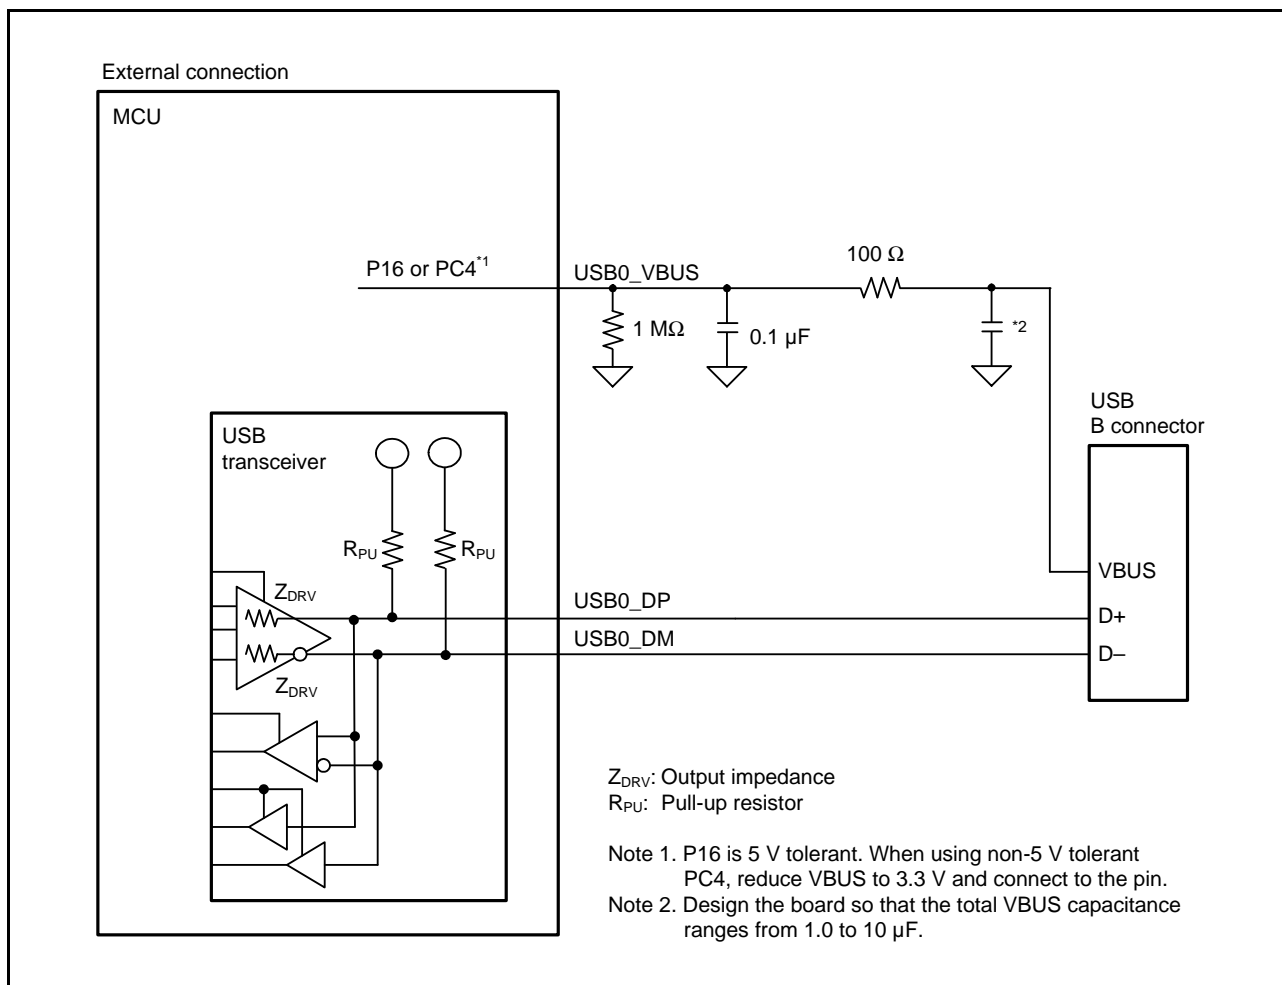 External connection
MCU
P16 or PC4*1
USB0_VBUS
100 Ω
1 MΩ
0.1 µF
*2
USB
B connector
USB
transceiver
RPU
RPU
VBUS
ZDRV
USB0_DP
D+
USB0_DM
D–
ZDRV
ZDRV: Output impedance
RPU: Pull-up resistor
Note 1. P16 is 5 V tolerant. When using non-5 V tolerant
PC4, reduce VBUS to 3.3 V and connect to the pin.
Note 2. Design the board so that the total VBUS capacitance
ranges from 1.0 to 10 µF.